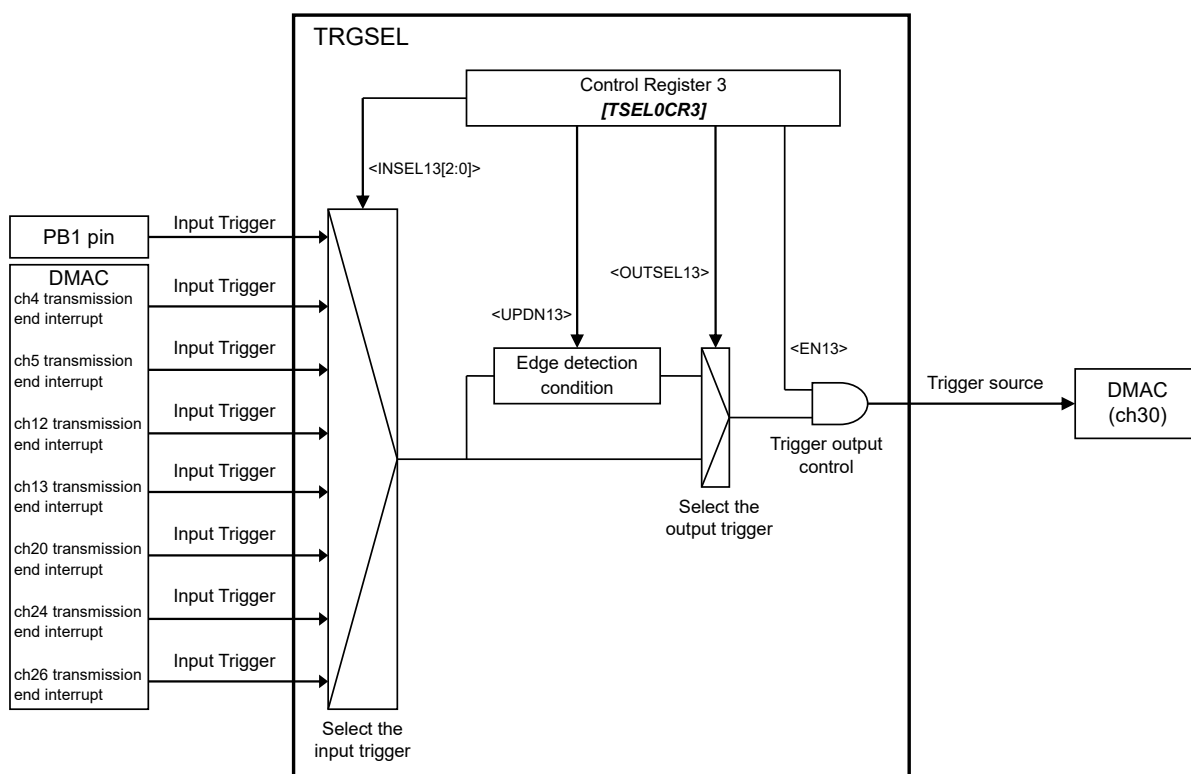 TRGSEL
Control Register 3
[TSEL0CR3]
<INSEL13[2:0]>
<OUTSEL13>
<UPDN13>
<EN13>
PB1 pin
Input Trigger
DMAC
ch4 transmission
end interrupt
Input Trigger
ch5 transmission
end interrupt
Input Trigger
ch12 transmission
end interrupt
Input Trigger
ch13 transmission
end interrupt
Input Trigger
ch20 transmission
end interrupt
Input Trigger
ch24 transmission
end interrupt
Input Trigger
ch26 transmission
end interrupt
Input Trigger
Select the
input trigger
Edge detection
condition
Select the
output trigger
Trigger output
control
Trigger source
DMAC
(ch30)